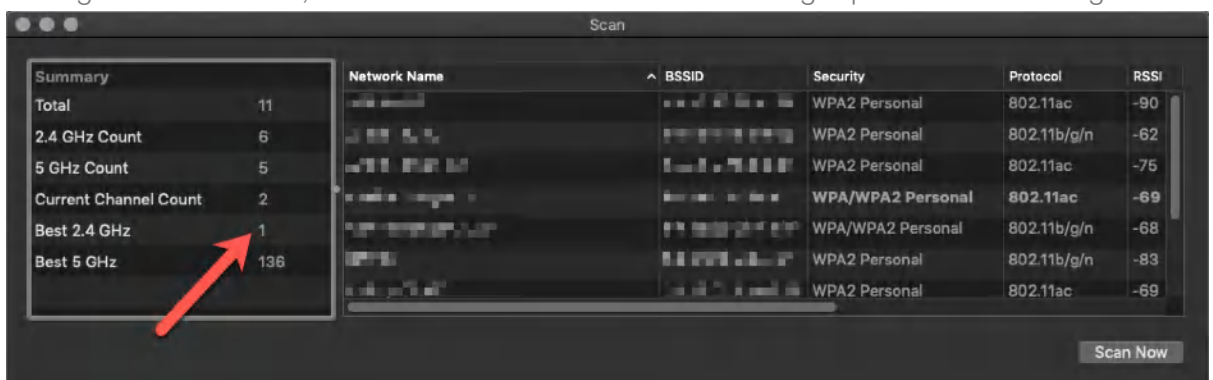 Scan
Summary
Total 11
2.4 GHz Count 6
5 GHz Count 5
Current Channel Count 2
Best 2.4 GHz 1
Best 5 GHz 136
Network Name BSSID Security Protocol RSSI
WPA2 Personal 802.11ac -90
WPA2 Personal 802.11b/g/n -62
WPA2 Personal 802.11ac -75
WPA/WPA2 Personal 802.11ac -69
WPA/WPA2 Personal 802.11b/g/n -68
WPA2 Personal 802.11b/g/n -83
WPA2 Personal 802.11ac -69
Scan Now